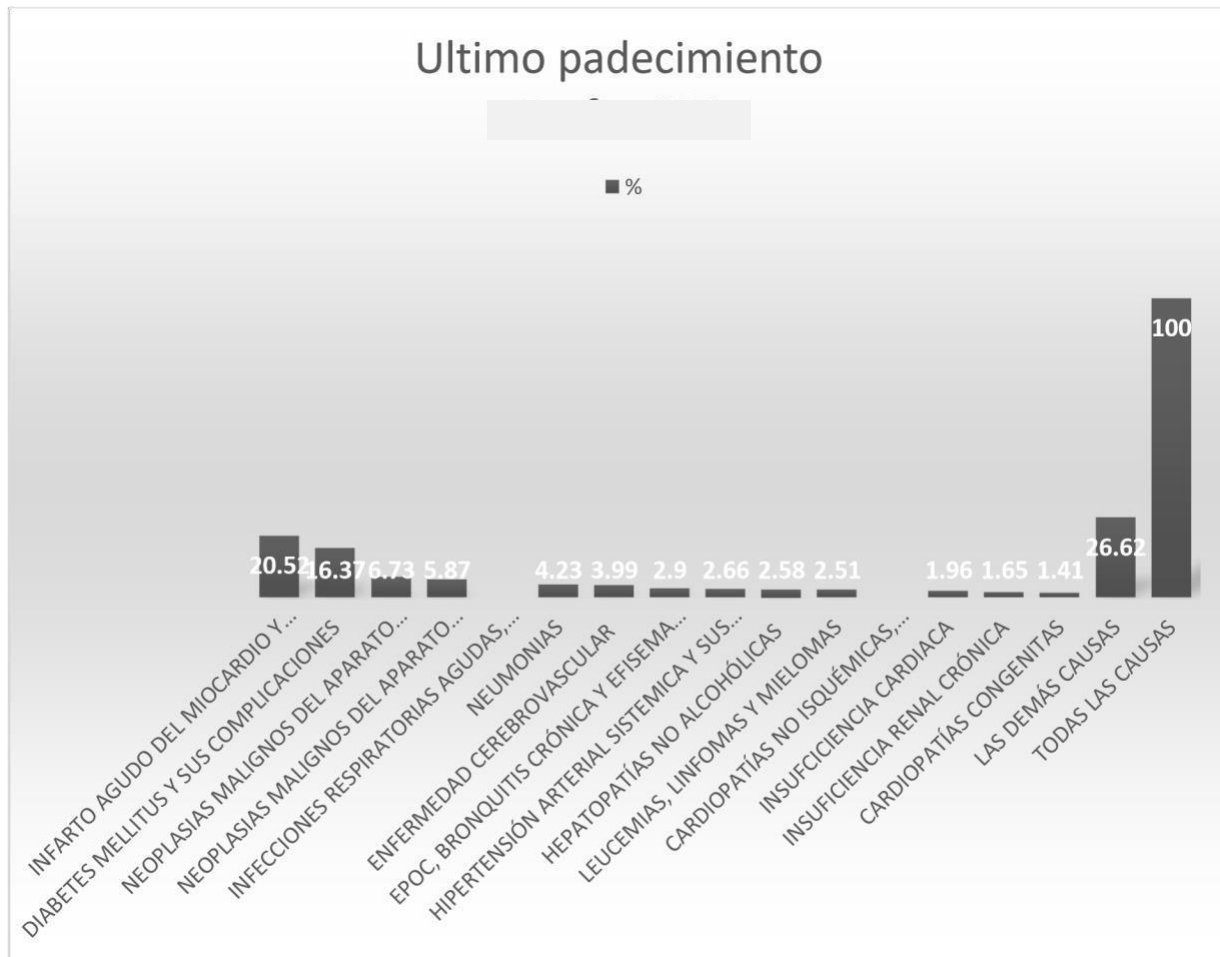 Ultimo padecimiento
%
20.52
16.37
6.73
5.87
4.23
3.99
2.9
2.66
2.58
2.51
1.96
1.65
1.41
26.62
100
INFARTO AGUDO DEL MIOCARDIO Y...
DIABETES MELLITUS Y SUS COMPLICACIONES
NEOPLASIAS MALIGNOS DEL APARATO...
NEOPLASIAS MALIGNOS DEL APARATO...
INFECCIONES RESPIRATORIAS AGUDAS,...
NEUMONIAS
ENFERMEDAD CEREBROVASCULAR
EPOC, BRONQUITIS CRÓNICA Y EFISEMA...
HIPERTENSIÓN ARTERIAL SISTEMICA Y SUS...
HEPATOPATÍAS NO ALCOHÓLICAS
LEUCEMIAS, LINFOMAS Y MIELOMAS
CARDIOPATÍAS NO ISQUÉMICAS,...
INSUFCIENCIA CARDIACA
INSUFICIENCIA RENAL CRÓNICA
CARDIOPATÍAS CONGENITAS
LAS DEMÁS CAUSAS
TODAS LAS CAUSAS